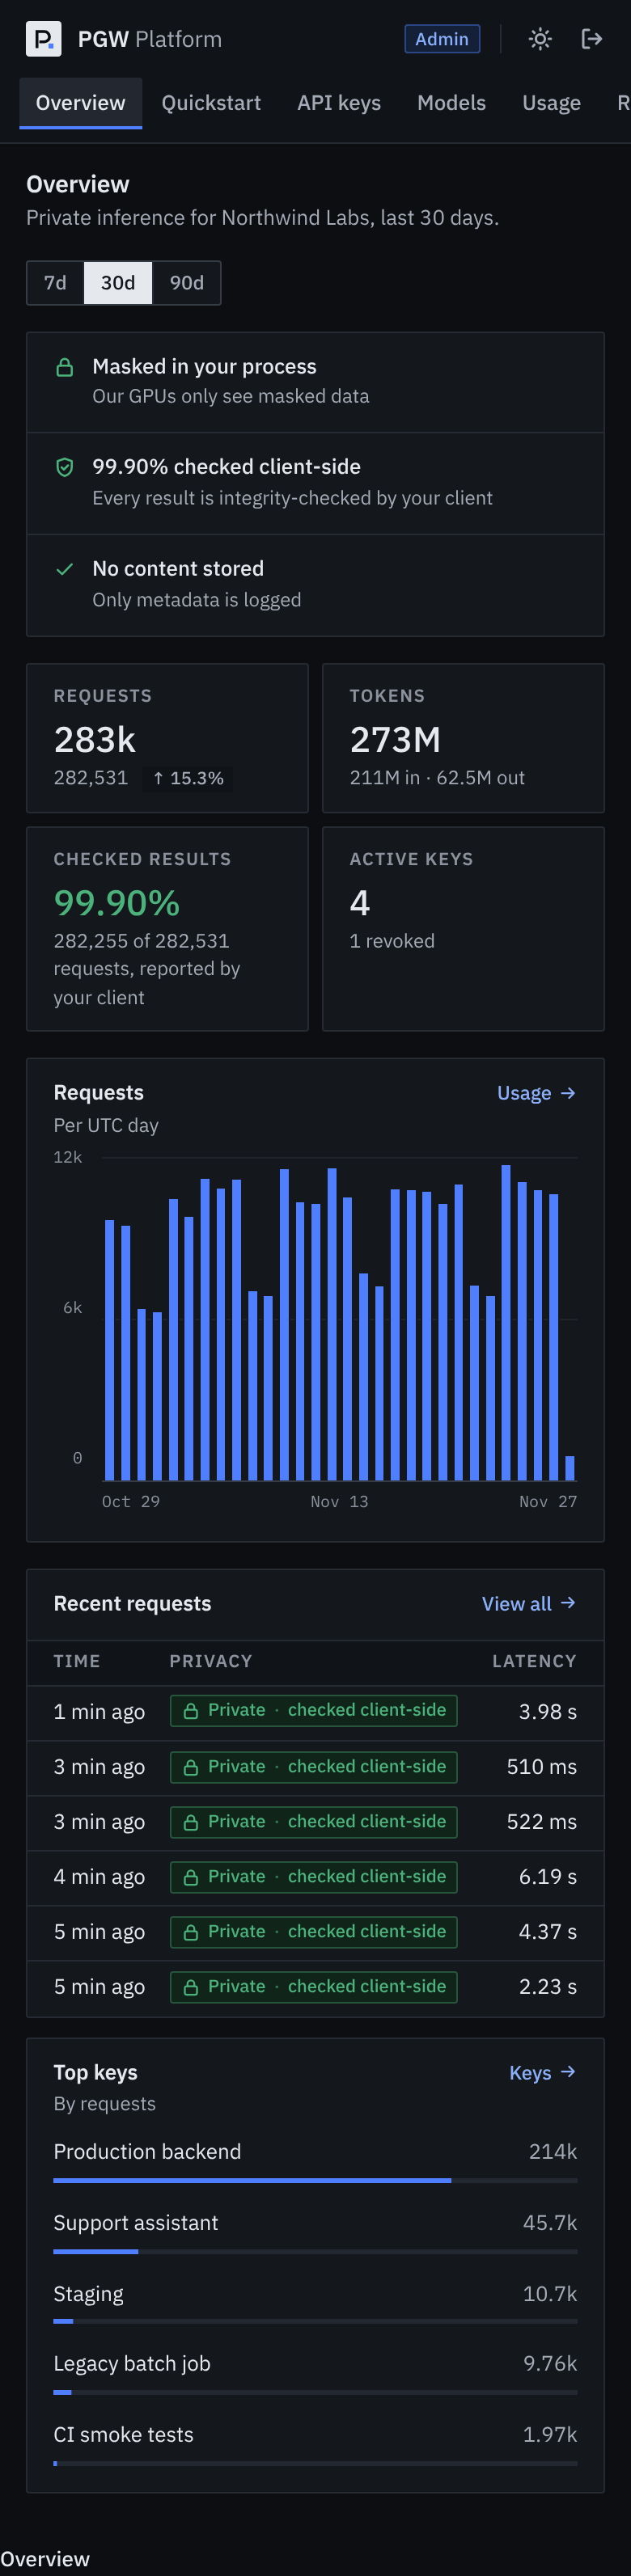 P. PGW Platform Admin
Overview Quickstart API keys Models Usage R
Overview
Private inference for Northwind Labs, last 30 days.
7d 30d 90d
Masked in your process
Our GPUs only see masked data
99.90% checked client-side
Every result is integrity-checked by your client
No content stored
Only metadata is logged
REQUESTS
283k
282,531 ↑ 15.3%
TOKENS
273M
211M in · 62.5M out
CHECKED RESULTS
99.90%
282,255 of 282,531
requests, reported by
your client
ACTIVE KEYS
4
1 revoked
Requests Usage →
Per UTC day
12k
6k
0
Oct 29 Nov 13 Nov 27
Recent requests View all →
TIME PRIVACY LATENCY
1 min ago Private · checked client-side 3.98 s
3 min ago Private · checked client-side 510 ms
3 min ago Private · checked client-side 522 ms
4 min ago Private · checked client-side 6.19 s
5 min ago Private · checked client-side 4.37 s
5 min ago Private · checked client-side 2.23 s
Top keys Keys →
By requests
Production backend 214k
Support assistant 45.7k
Staging 10.7k
Legacy batch job 9.76k
CI smoke tests 1.97k
Overview